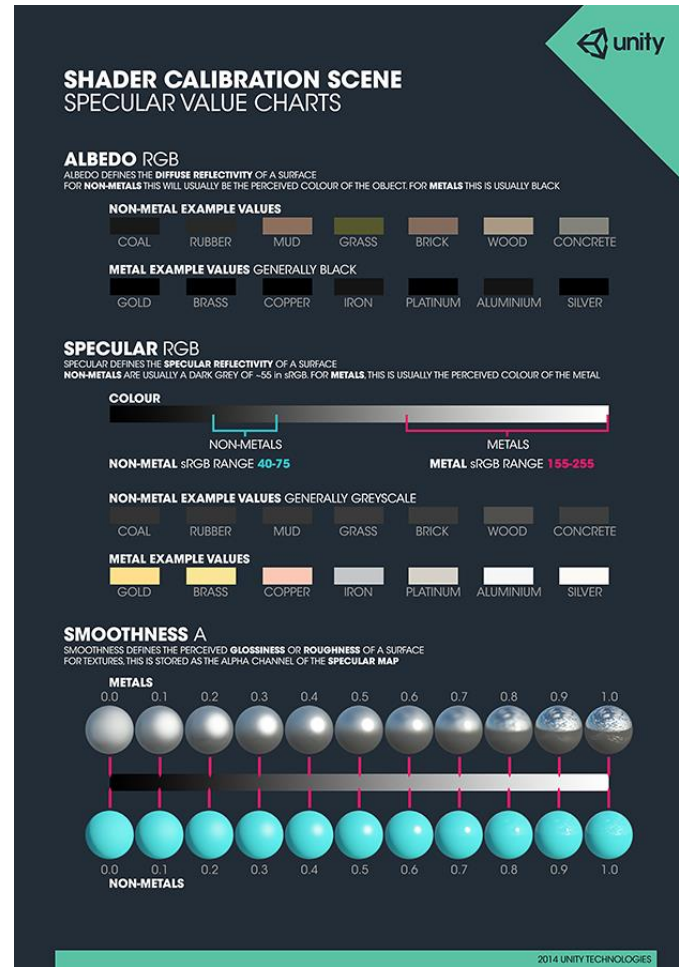 unity
SHADER CALIBRATION SCENE
SPECULAR VALUE CHARTS
ALBEDO RGB
ALBEDO DEFINES THE DIFFUSE REFLECTIVITY OF A SURFACE
FOR NON-METALS THIS WILL USUALLY BE THE PERCEIVED COLOUR OF THE OBJECT. FOR METALS THIS IS USUALLY BLACK
NON-METAL EXAMPLE VALUES
COAL RUBBER MUD GRASS BRICK WOOD CONCRETE
METAL EXAMPLE VALUES GENERALLY BLACK
GOLD BRASS COPPER IRON PLATINUM ALUMINIUM SILVER
SPECULAR RGB
SPECULAR DEFINES THE SPECULAR REFLECTIVITY OF A SURFACE
NON-METALS ARE USUALLY A DARK GREY OF ~55 in sRGB. FOR METALS, THIS IS USUALLY THE PERCEIVED COLOUR OF THE METAL
COLOUR
NON-METALS METALS
NON-METAL sRGB RANGE 40-75 METAL sRGB RANGE 155-255
NON-METAL EXAMPLE VALUES GENERALLY GREYSCALE
COAL RUBBER MUD GRASS BRICK WOOD CONCRETE
METAL EXAMPLE VALUES
GOLD BRASS COPPER IRON PLATINUM ALUMINIUM SILVER
SMOOTHNESS A
SMOOTHNESS DEFINES THE PERCEIVED GLOSSINESS OR ROUGHNESS OF A SURFACE
FOR TEXTURES, THIS IS STORED AS THE ALPHA CHANNEL OF THE SPECULAR MAP
METALS
0.0 0.1 0.2 0.3 0.4 0.5 0.6 0.7 0.8 0.9 1.0
0.0 0.1 0.2 0.3 0.4 0.5 0.6 0.7 0.8 0.9 1.0
NON-METALS
2014 UNITY TECHNOLOGIES